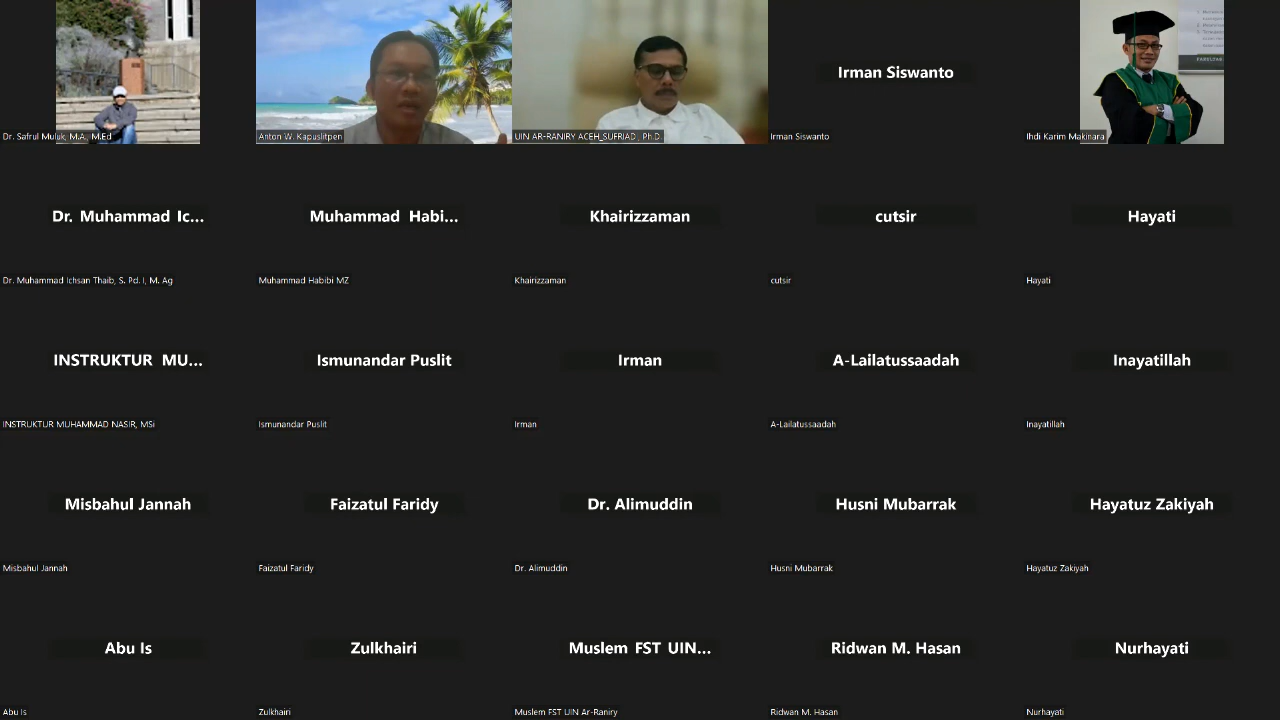 Dr. Safrul Muluk, M.A., M.Ed
Anton W. Kapuslitpen
UIN AR-RANIRY ACEH_SUFRIADI, Ph.D.
Irman Siswanto
Irman Siswanto
Ihdi Karim Makinara
Dr. Muhammad Ic...
Muhammad Habi...
Khairizzaman
cutsir
Hayati
Dr. Muhammad Ichsan Thaib, S. Pd. I, M. Ag
Muhammad Habibi MZ
Khairizzaman
cutsir
Hayati
INSTRUKTUR MU...
Ismunandar Puslit
Irman
A-Lailatussaadah
Inayatillah
INSTRUKTUR MUHAMMAD NASIR, MSi
Ismunandar Puslit
Irman
A-Lailatussaadah
Inayatillah
Misbahul Jannah
Faizatul Faridy
Dr. Alimuddin
Husni Mubarrak
Hayatuz Zakiyah
Misbahul Jannah
Faizatul Faridy
Dr. Alimuddin
Husni Mubarrak
Hayatuz Zakiyah
Abu Is
Zulkhairi
Muslem FST UIN...
Ridwan M. Hasan
Nurhayati
Abu Is
Zulkhairi
Muslem FST UIN Ar-Raniry
Ridwan M. Hasan
Nurhayati